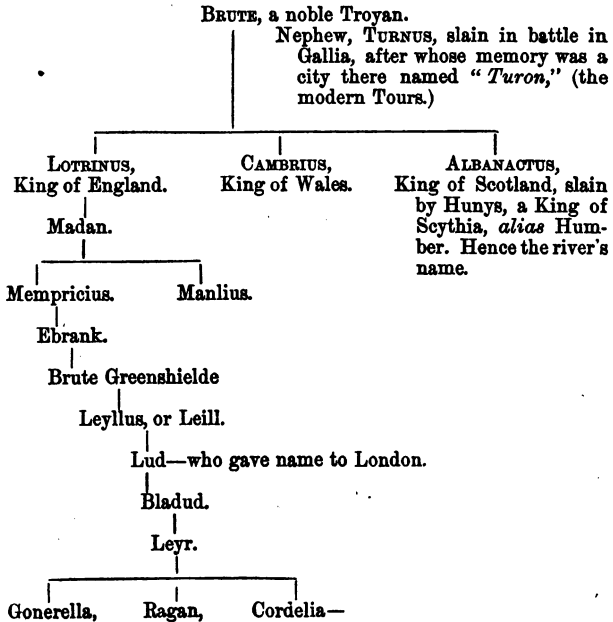 BRUTE, a noble Troyan.
Nephew, TURNUS, slain in battle in
Gallia, after whose memory was a
city there named "Turon," (the
modern Tours.)
LOTRINUS,
King of England.
CAMBRIUS,
King of Wales.
ALBANACTUS,
King of Scotland, slain
by Hunys, a King of
Scythia, alias Hum-
ber. Hence the river's
name.
Madan.
Mempricius. Manlius.
Ebrank.
Brute Greenshielde
Leyllus, or Leill.
Lud—who gave name to London.
Bladud.
Leyr.
Gonerella, Ragan, Cordelia—